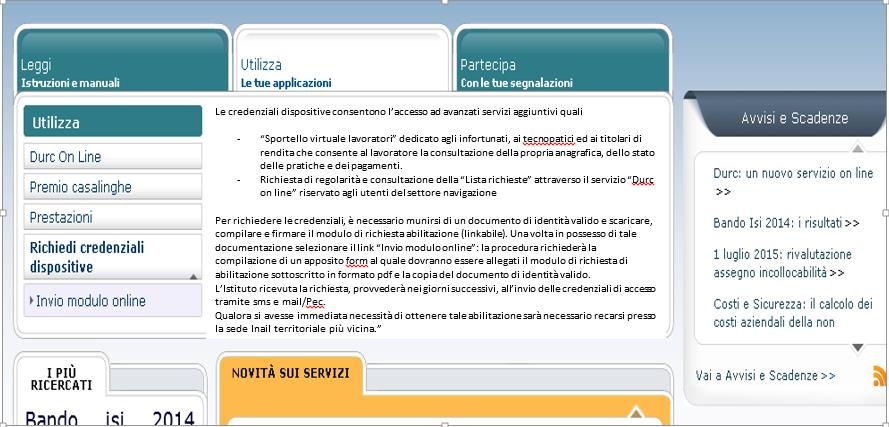 Leggi
Istruzioni e manuali
Utilizza
Le tue applicazioni
Partecipa
Con le tue segnalazioni
Utilizza
Durc On Line
Premio casalinghe
Prestazioni
Richiedi credenziali
dispositive
Invio modulo online
Le credenziali dispositive consentono l'accesso ad avanzati servizi aggiuntivi quali
- “Sportello virtuale lavoratori” dedicato agli infortunati, ai tecnopatici ed ai titolari di
rendita che consente al lavoratore la consultazione della propria anagrafica, dello stato
delle pratiche e dei pagamenti.
- Richiesta di regolarità e consultazione della “Lista richieste” attraverso il servizio “Durc
on line” riservato agli utenti del settore navigazione
Per richiedere le credenziali, è necessario munirsi di un documento di identità valido e scaricare,
compilare e firmare il modulo di richiesta abilitazione (linkabile). Una volta in possesso di tale
documentazione selezionare il link “Invio modulo online”: la procedura richiederà la
compilazione di un apposito form al quale dovranno essere allegati il modulo di richiesta di
abilitazione sottoscritto in formato pdf e la copia del documento di identità valido.
L'Istituto ricevuta la richiesta, provvederà nei giorni successivi, all'invio delle credenziali di accesso
tramite sms e mail/Pec.
Qualora si avesse immediata necessità di ottenere tale abilitazione sarà necessario recarsi presso
la sede Inail territoriale più vicina.”
Avvisi e Scadenze
Durc: un nuovo servizio on line
>>
Bando Isi 2014: i risultati >>
1 luglio 2015: rivalutazione
assegno incollocabilità >>
Costi e Sicurezza: il calcolo dei
costi aziendali della non
Vai a Avvisi e Scadenze >>
I PIÙ
RICERCATI
Bando isi 2014
NOVITÀ SUI SERVIZI